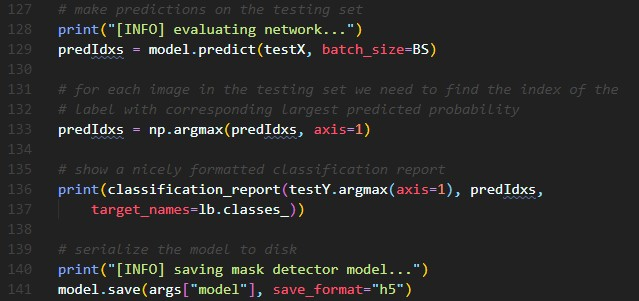 127 # make predictions on the testing set
128 print("[INFO] evaluating network...")
129 predIdxs = model.predict(testX, batch_size=BS)
130
131 # for each image in the testing set we need to find the index of the
132 # label with corresponding largest predicted probability
133 predIdxs = np.argmax(predIdxs, axis=1)
134
135 # show a nicely formatted classification report
136 print(classification_report(testY.argmax(axis=1), predIdxs,
137     target_names=lb.classes_))
138
139 # serialize the model to disk
140 print("[INFO] saving mask detector model...")
141 model.save(args["model"], save_format="h5")